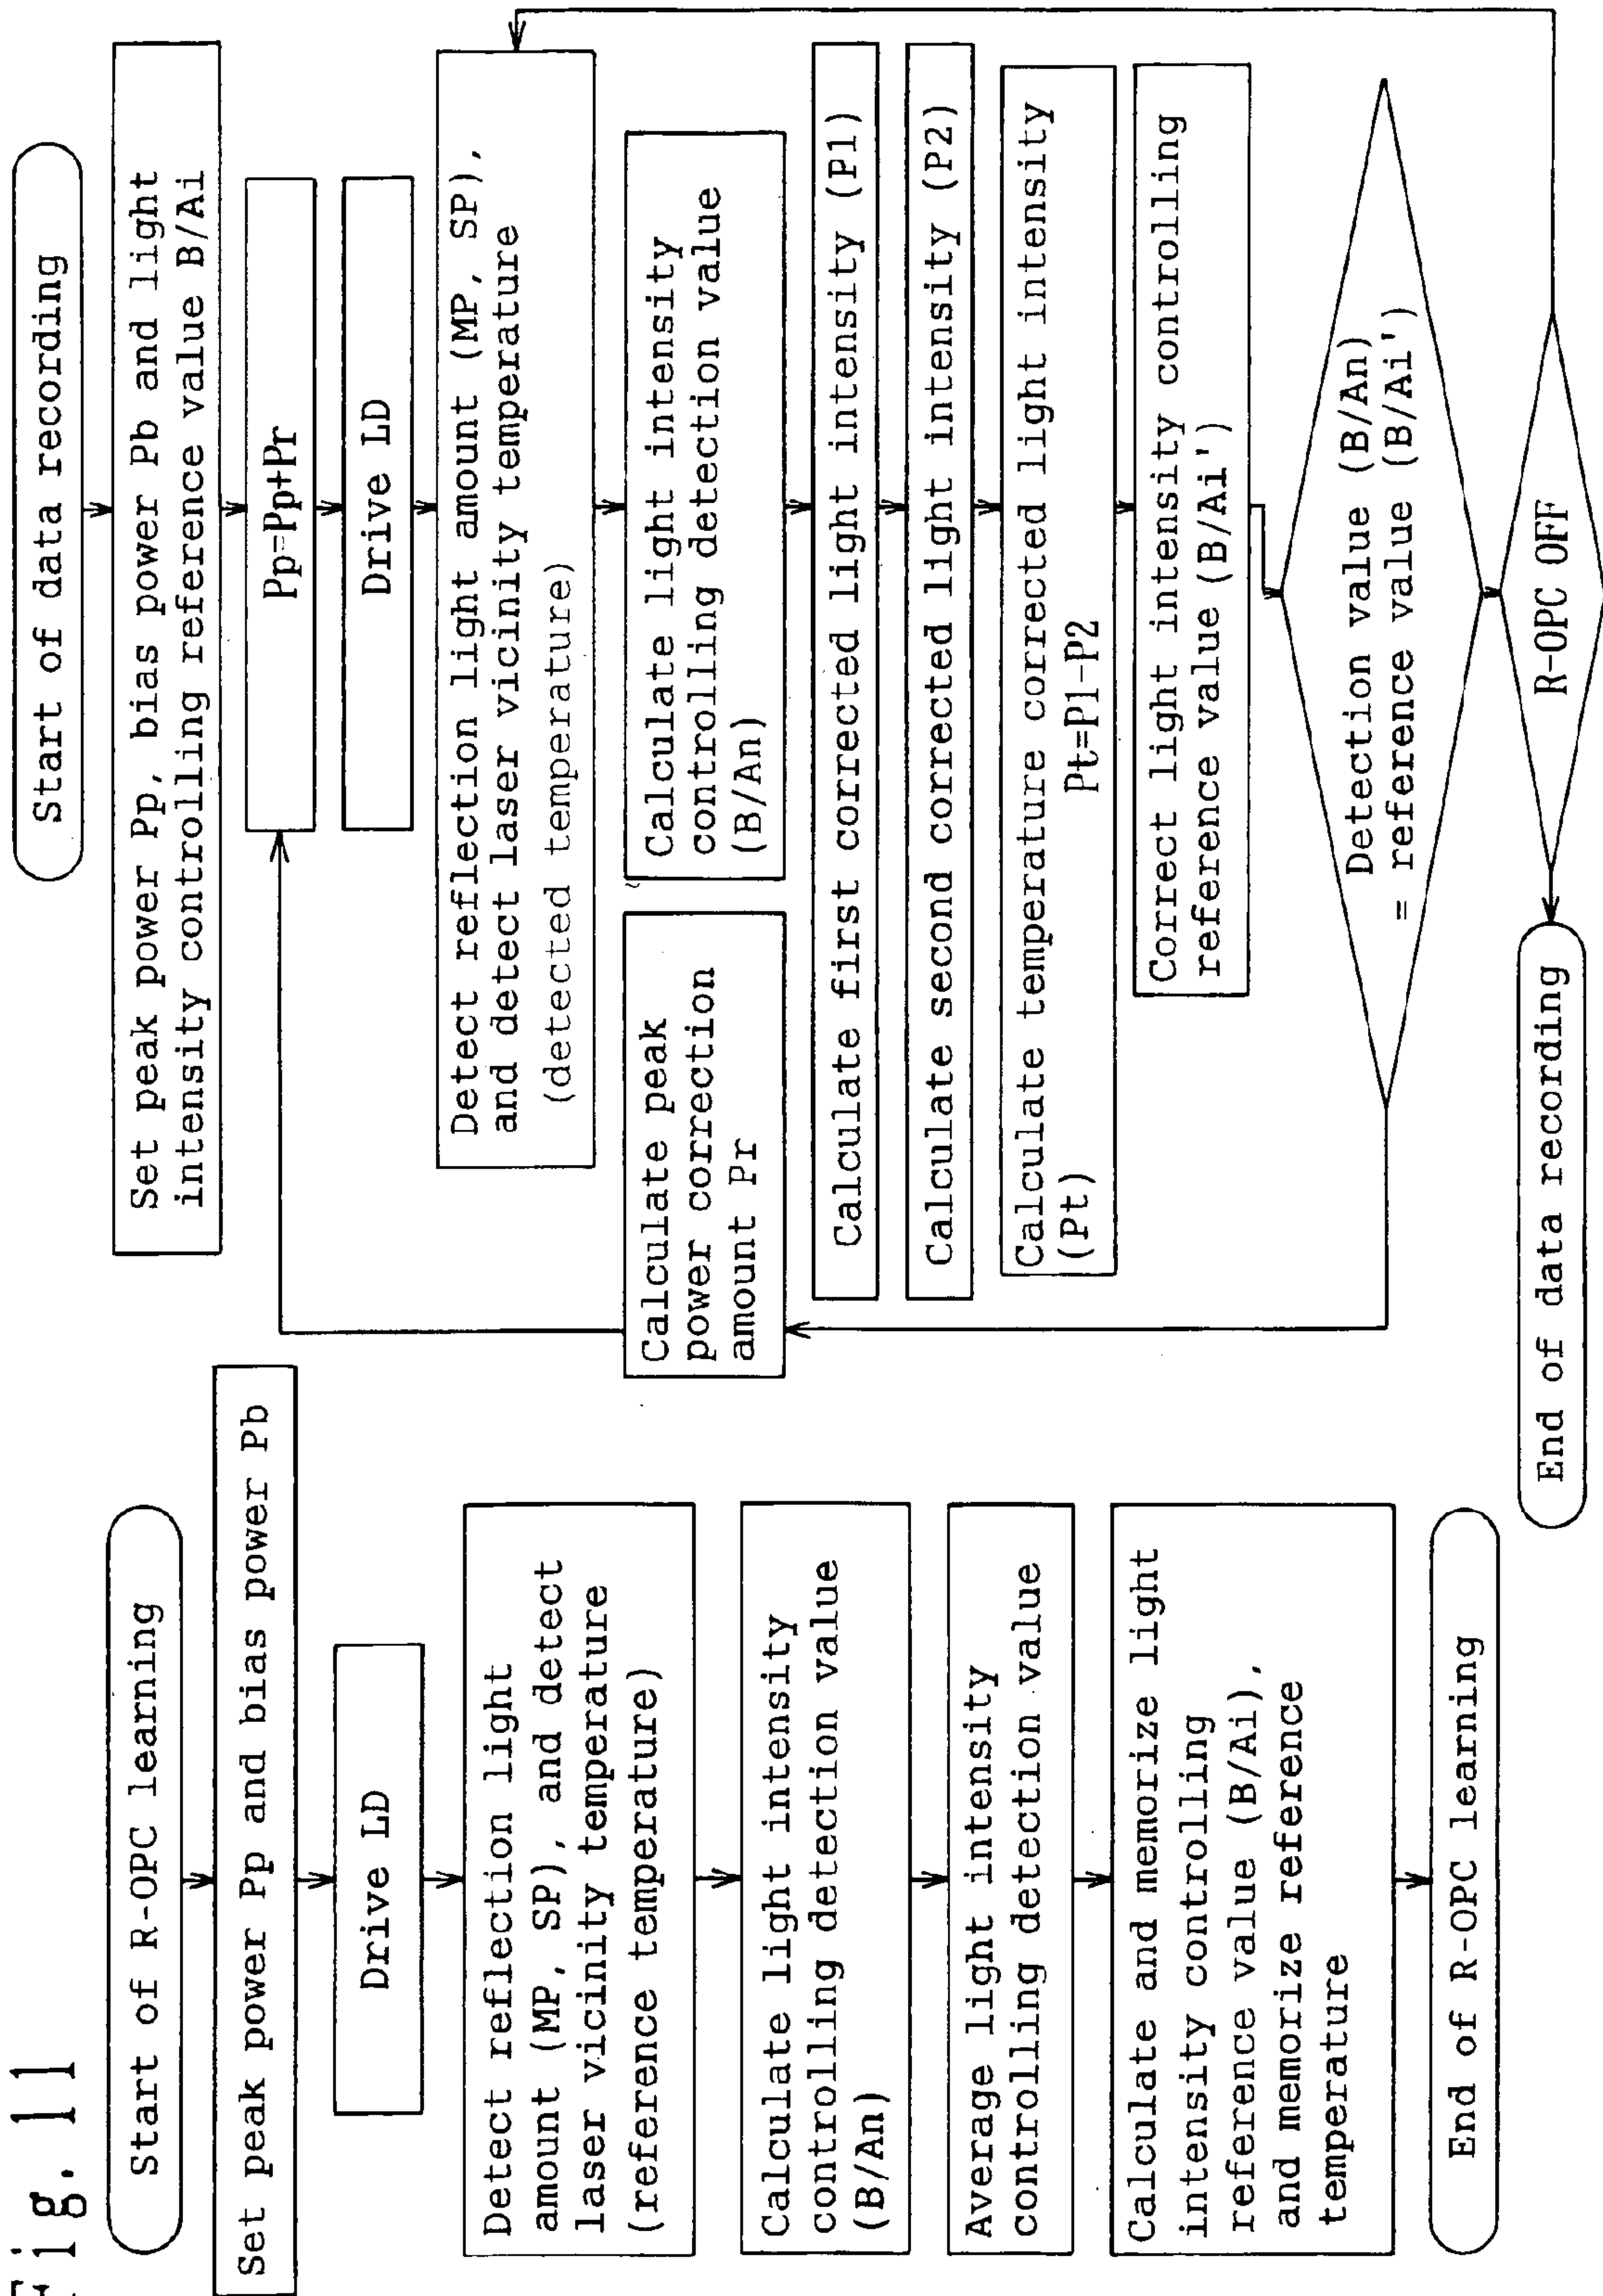 Fig. 11
Start of R-OPC learning
Set peak power Pp and bias power Pb
Drive LD
Detect reflection light
amount (MP, SP), and detect
laser vicinity temperature
(reference temperature)
Calculate light intensity
controlling detection value
(B/An)
Average light intensity
controlling detection value
Calculate and memorize light
intensity controlling
reference value (B/Ai),
and memorize reference
temperature
End of R-OPC learning
Start of data recording
Set peak power Pp, bias power Pb and light
intensity controlling reference value B/Ai
Pp=Pp+Pr
Drive LD
Detect reflection light amount (MP, SP),
and detect laser vicinity temperature
(detected temperature)
Calculate peak
power correction
amount Pr
Calculate light intensity
controlling detection value
(B/An)
Calculate first corrected light intensity (P1)
Calculate second corrected light intensity (P2)
Calculate temperature corrected light intensity
(Pt)
Pt=P1-P2
Correct light intensity controlling
reference value (B/Ai')
Detection value (B/An)
= reference value (B/Ai')
R-OPC OFF
End of data recording